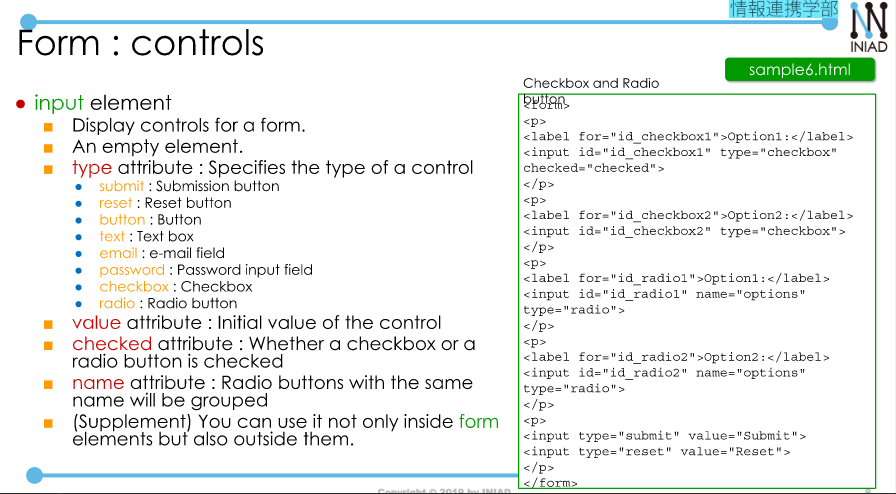 情報連携学部
INIAD
Form : controls
sample6.html
● input element
■ Display controls for a form.
■ An empty element.
■ type attribute : Specifies the type of a control
● submit : Submission button
● reset : Reset button
● button : Button
● text : Text box
● email : e-mail field
● password : Password input field
● checkbox : Checkbox
● radio : Radio button
■ value attribute : Initial value of the control
■ checked attribute : Whether a checkbox or a
radio button is checked
■ name attribute : Radio buttons with the same
name will be grouped
■ (Supplement) You can use it not only inside form
elements but also outside them.
Checkbox and Radio
button
<form>
<p>
<label for="id_checkbox1">Option1:</label>
<input id="id_checkbox1" type="checkbox"
checked="checked">
</p>
<p>
<label for="id_checkbox2">Option2:</label>
<input id="id_checkbox2" type="checkbox">
</p>
<p>
<label for="id_radio1">Option1:</label>
<input id="id_radio1" name="options"
type="radio">
</p>
<p>
<label for="id_radio2">Option2:</label>
<input id="id_radio2" name="options"
type="radio">
</p>
<p>
<input type="submit" value="Submit">
<input type="reset" value="Reset">
</p>
</form>
Copyright © 2019 by INIAD